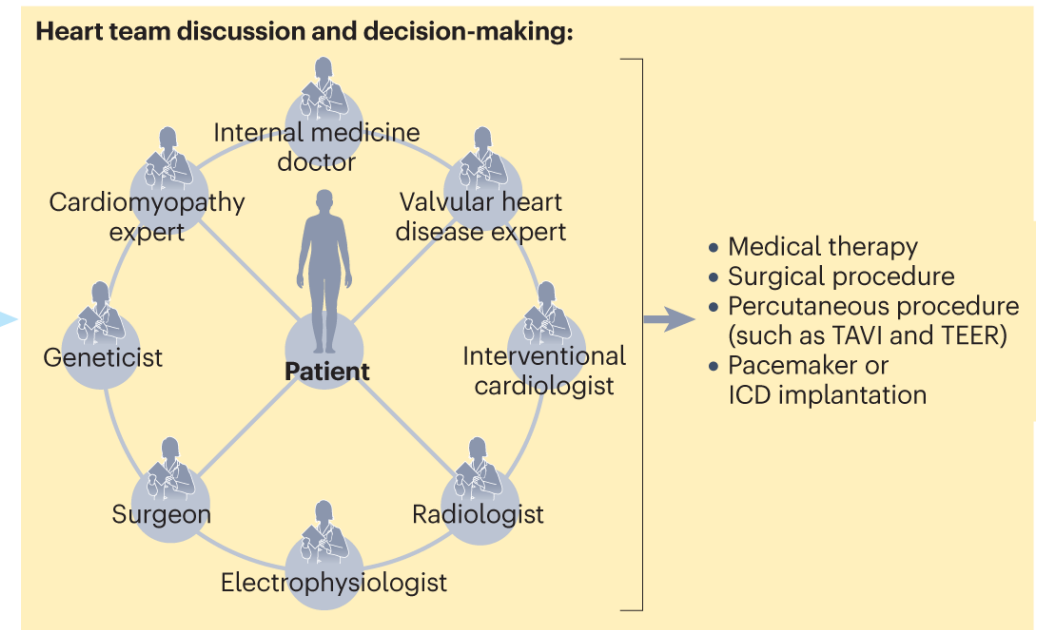 Heart team discussion and decision-making:
Internal medicine
doctor
Cardiomyopathy
expert
Valvular heart
disease expert
Geneticist
Patient
Interventional
cardiologist
Surgeon
Radiologist
Electrophysiologist
• Medical therapy
• Surgical procedure
• Percutaneous procedure
(such as TAVI and TEER)
• Pacemaker or
ICD implantation